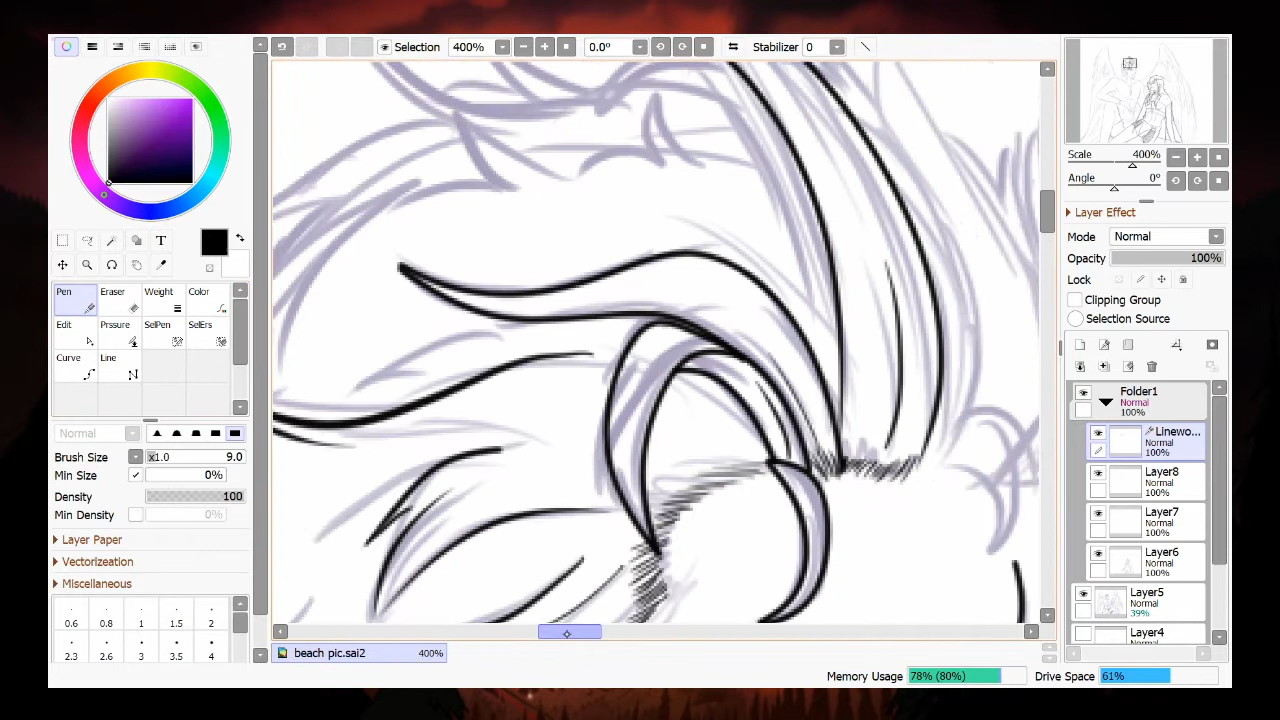 Selection 400% 0.0° Stabilizer 0
T
Pen Eraser Weight Color
Edit Prssure SelPen SelErs
Curve Line
Normal
Brush Size x1.0 9.0
Min Size 0%
Density 100
Min Density 0%
Layer Paper
Vectorization
Miscellaneous
0.6 0.8 1 1.5 2
2.3 2.6 3 3.5 4
beach pic.sai2 400%
Scale 400%
Angle 0°
Layer Effect
Mode Normal
Opacity 100%
Lock
Clipping Group
Selection Source
Folder1
Normal
100%
Linewo...
Normal
100%
Layer8
Normal
100%
Layer7
Normal
100%
Layer6
Normal
100%
Layer5
Normal
39%
Layer4
Normal
Memory Usage 78% (80%) Drive Space 61%